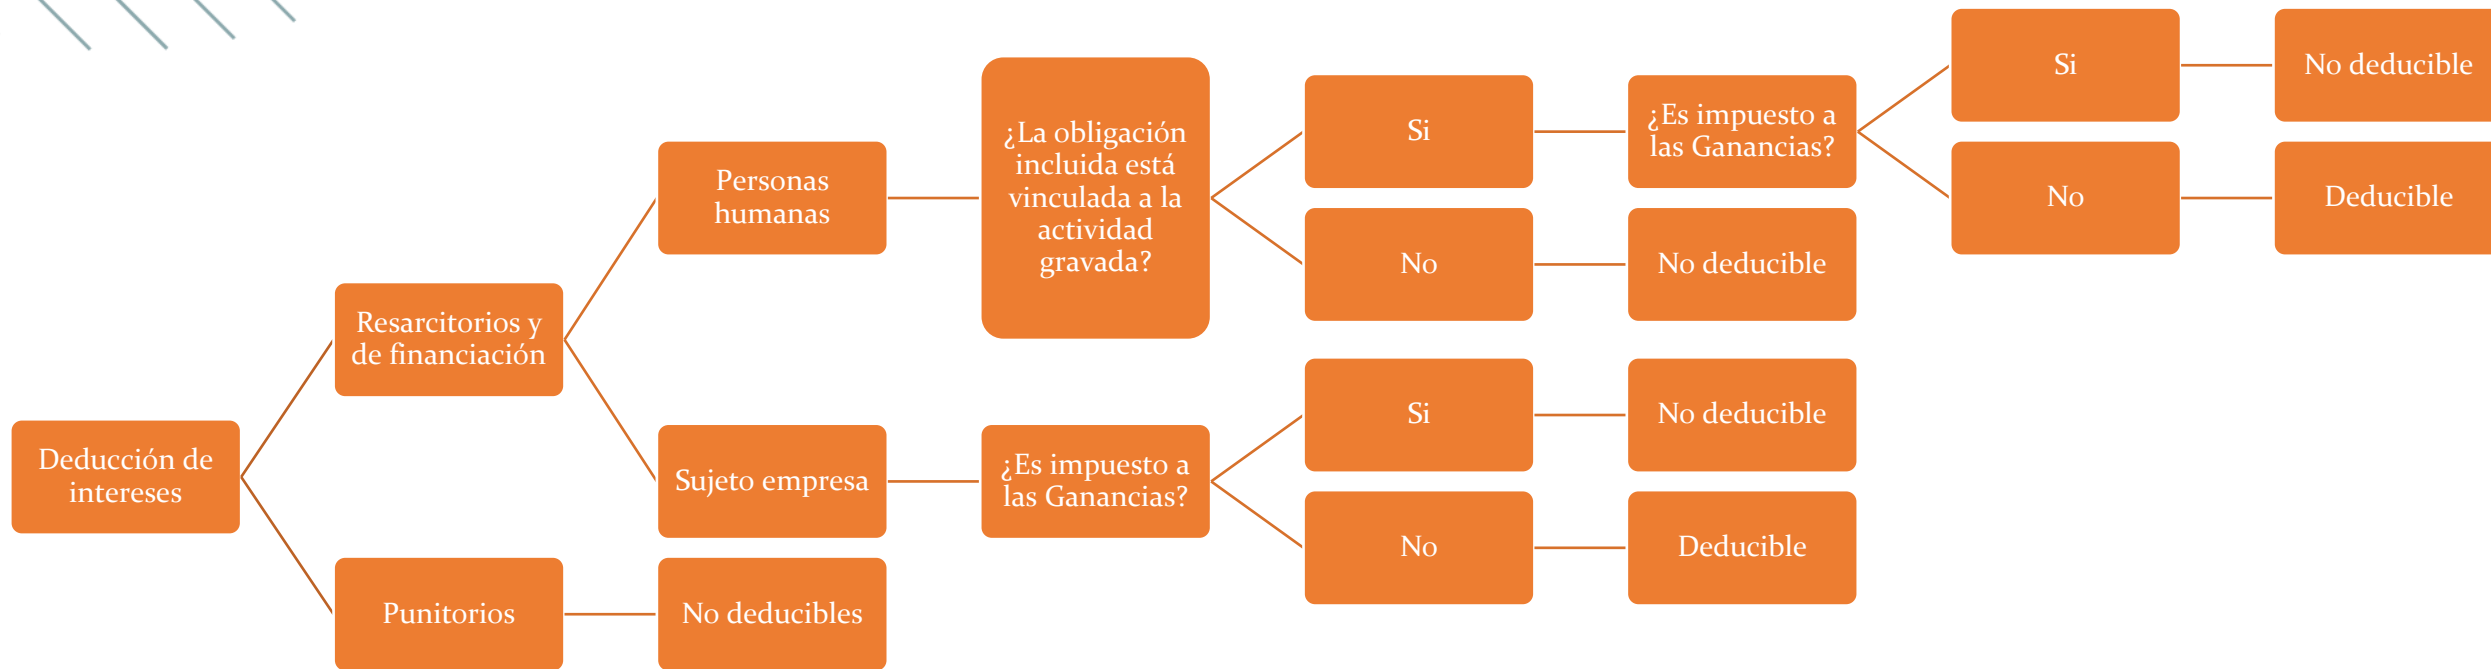 Deducción de
intereses
Resarcitorios y
de financiación
Personas
humanas
¿La obligación
incluida está
vinculada a la
actividad
gravada?
Si
¿Es impuesto a
las Ganancias?
Si
No deducible
No
Deducible
No
No deducible
Sujeto empresa
¿Es impuesto a
las Ganancias?
Si
No deducible
No
Deducible
Punitorios
No deducibles